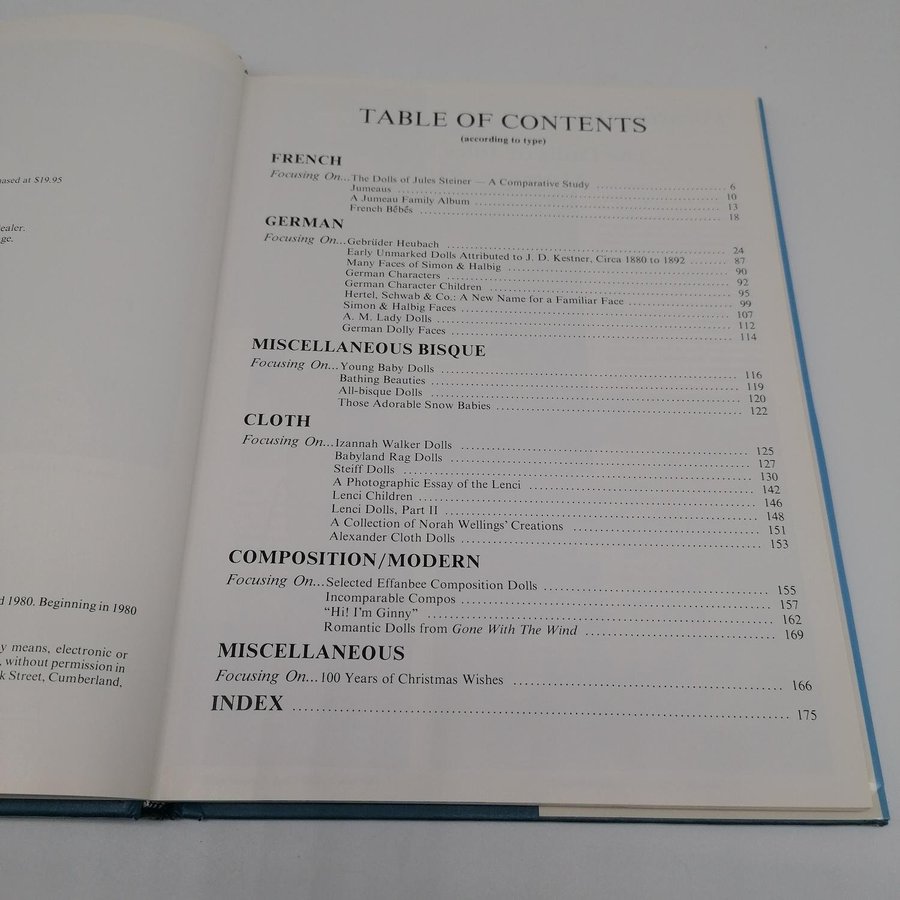 ased at $19.95
ealer.
ge.
d 1980. Beginning in 1980
y means, electronic or
, without permission in
k Street, Cumberland,
TABLE OF CONTENTS
(according to type)
FRENCH
Focusing On...The Dolls of Jules Steiner — A Comparative Study 6
Jumeaus 10
A Jumeau Family Album 13
French Bébés 18
GERMAN
Focusing On...Gebrüder Heubach 24
Early Unmarked Dolls Attributed to J. D. Kestner, Circa 1880 to 1892 87
Many Faces of Simon & Halbig 90
German Characters 92
German Character Children 95
Hertel, Schwab & Co.: A New Name for a Familiar Face 99
Simon & Halbig Faces 107
A. M. Lady Dolls 112
German Dolly Faces 114
MISCELLANEOUS BISQUE
Focusing On...Young Baby Dolls 116
Bathing Beauties 119
All-bisque Dolls 120
Those Adorable Snow Babies 122
CLOTH
Focusing On...Izannah Walker Dolls 125
Babyland Rag Dolls 127
Steiff Dolls 130
A Photographic Essay of the Lenci 142
Lenci Children 146
Lenci Dolls, Part II 148
A Collection of Norah Wellings' Creations 151
Alexander Cloth Dolls 153
COMPOSITION/MODERN
Focusing On...Selected Effanbee Composition Dolls 155
Incomparable Compos 157
“Hi! I'm Ginny” 162
Romantic Dolls from Gone With The Wind 169
MISCELLANEOUS
Focusing On...100 Years of Christmas Wishes 166
INDEX 175